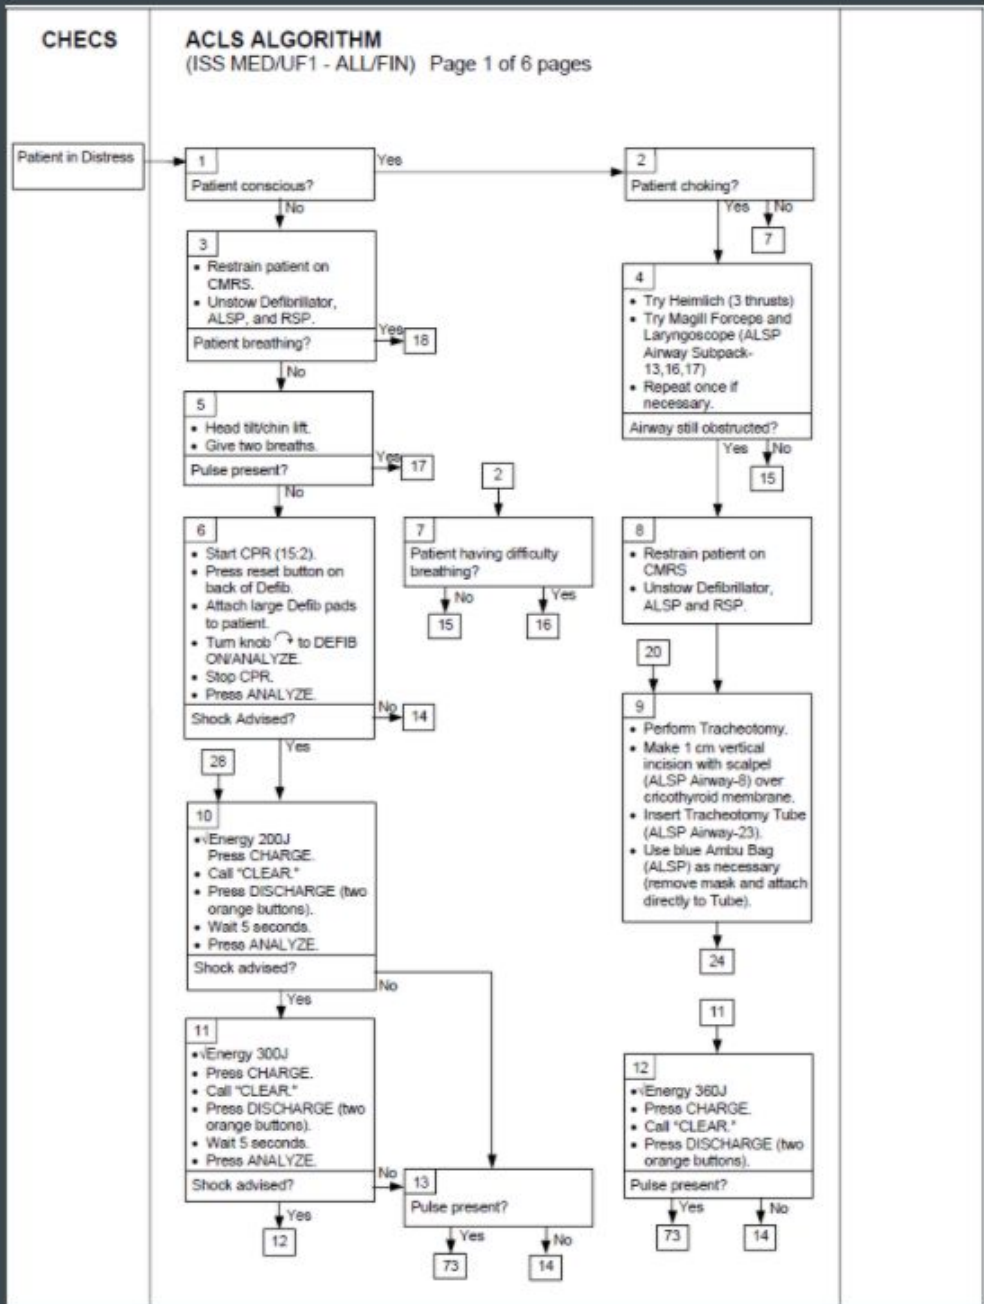 CHECS
ACLS ALGORITHM
(ISS MED/UF1 - ALL/FIN) Page 1 of 6 pages
Patient in Distress
1
Patient conscious?
Yes
No
2
Patient choking?
Yes
No
7
3
• Restrain patient on
CMRS.
• Unstow Defibrillator,
ALSP, and RSP.
Patient breathing?
Yes
18
No
4
• Try Heimlich (3 thrusts)
• Try Magill Forceps and
Laryngoscope (ALSP
Airway Subpack-
13,16,17)
• Repeat once if
necessary.
Airway still obstructed?
Yes
No
15
5
• Head tilt/chin lift.
• Give two breaths.
Pulse present?
Yes
17
No
6
• Start CPR (15:2).
• Press reset button on
back of Defib.
• Attach large Defib pads
to patient.
• Turn knob ↷ to DEFIB
ON/ANALYZE.
• Stop CPR.
• Press ANALYZE.
Shock Advised?
No
14
Yes
2
7
Patient having difficulty
breathing?
No
15
Yes
16
8
• Restrain patient on
CMRS
• Unstow Defibrillator,
ALSP and RSP.
20
9
• Perform Tracheotomy.
• Make 1 cm vertical
incision with scalpel
(ALSP Airway-8) over
cricothyroid membrane.
• Insert Tracheotomy Tube
(ALSP Airway-23).
• Use blue Ambu Bag
(ALSP) as necessary
(remove mask and attach
directly to Tube).
24
28
10
•√Energy 200J
Press CHARGE.
• Call "CLEAR."
• Press DISCHARGE (two
orange buttons).
• Wait 5 seconds.
• Press ANALYZE.
Shock advised?
No
Yes
11
•√Energy 300J
• Press CHARGE.
• Call "CLEAR."
• Press DISCHARGE (two
orange buttons).
• Wait 5 seconds.
• Press ANALYZE.
Shock advised?
No
Yes
12
13
Pulse present?
Yes
73
No
14
11
12
•√Energy 360J
• Press CHARGE.
• Call "CLEAR."
• Press DISCHARGE (two
orange buttons).
Pulse present?
Yes
73
No
14